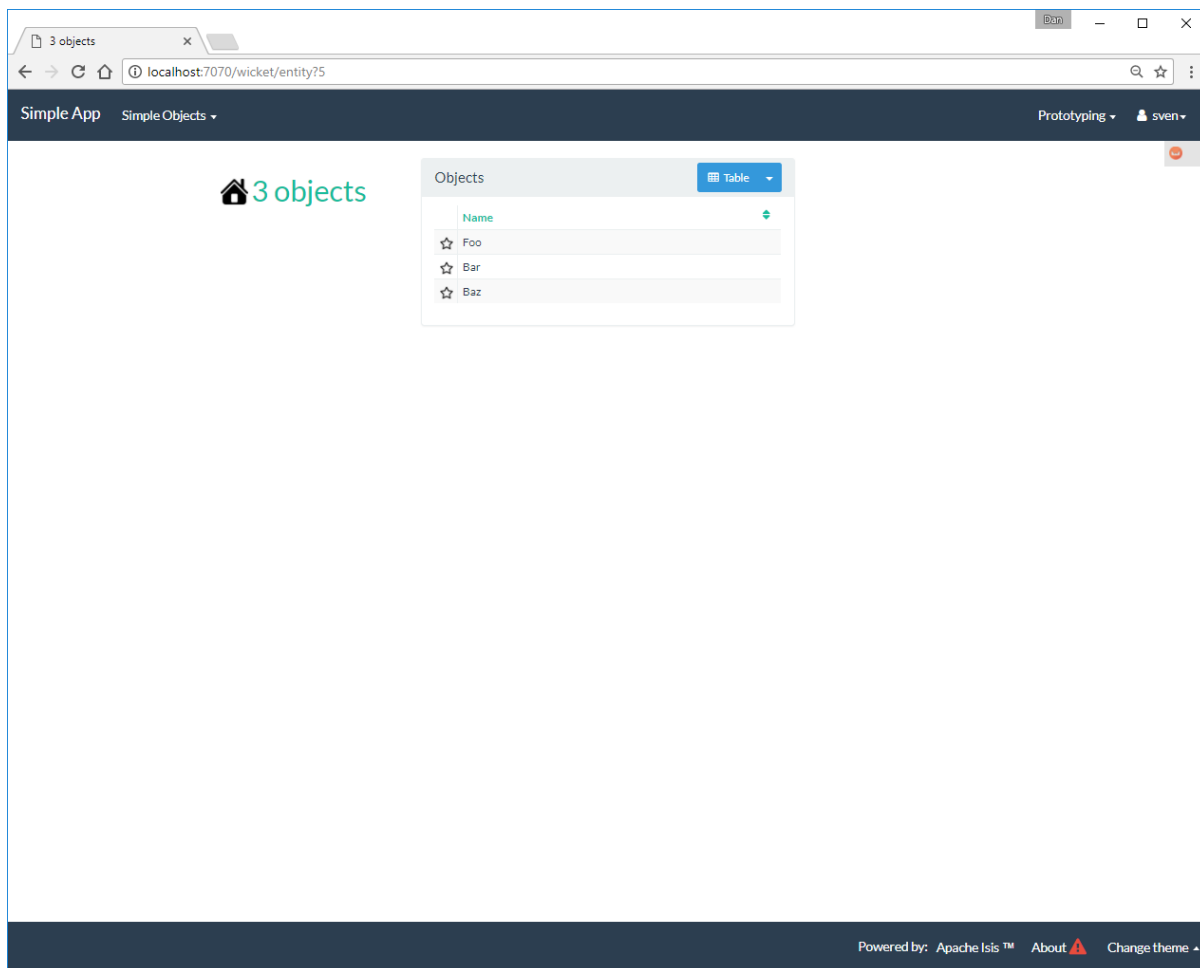 Dan
3 objects
localhost:7070/wicket/entity?5
Simple App Simple Objects Prototyping sven
3 objects
Objects Table
Name
Foo
Bar
Baz
Powered by: Apache Isis ™ About Change theme